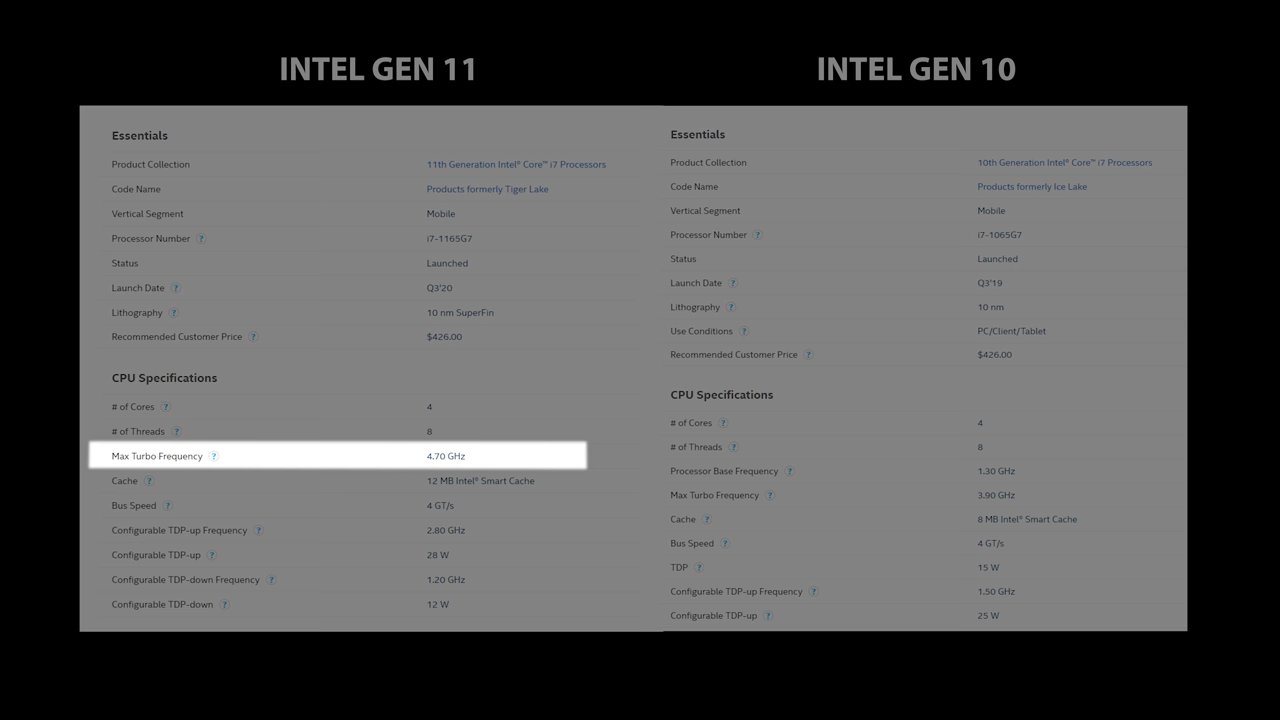 INTEL GEN 11
Essentials
Product Collection 11th Generation Intel® Core™ i7 Processors
Code Name Products formerly Tiger Lake
Vertical Segment Mobile
Processor Number ? i7-1165G7
Status Launched
Launch Date ? Q3'20
Lithography ? 10 nm SuperFin
Recommended Customer Price ? $426.00
CPU Specifications
# of Cores ? 4
# of Threads ? 8
Max Turbo Frequency ? 4.70 GHz
Cache ? 12 MB Intel® Smart Cache
Bus Speed ? 4 GT/s
Configurable TDP-up Frequency ? 2.80 GHz
Configurable TDP-up ? 28 W
Configurable TDP-down Frequency ? 1.20 GHz
Configurable TDP-down ? 12 W
INTEL GEN 10
Essentials
Product Collection 10th Generation Intel® Core™ i7 Processors
Code Name Products formerly Ice Lake
Vertical Segment Mobile
Processor Number ? i7-1065G7
Status Launched
Launch Date ? Q3'19
Lithography ? 10 nm
Use Conditions ? PC/Client/Tablet
Recommended Customer Price ? $426.00
CPU Specifications
# of Cores ? 4
# of Threads ? 8
Processor Base Frequency ? 1.30 GHz
Max Turbo Frequency ? 3.90 GHz
Cache ? 8 MB Intel® Smart Cache
Bus Speed ? 4 GT/s
TDP ? 15 W
Configurable TDP-up Frequency ? 1.50 GHz
Configurable TDP-up ? 25 W